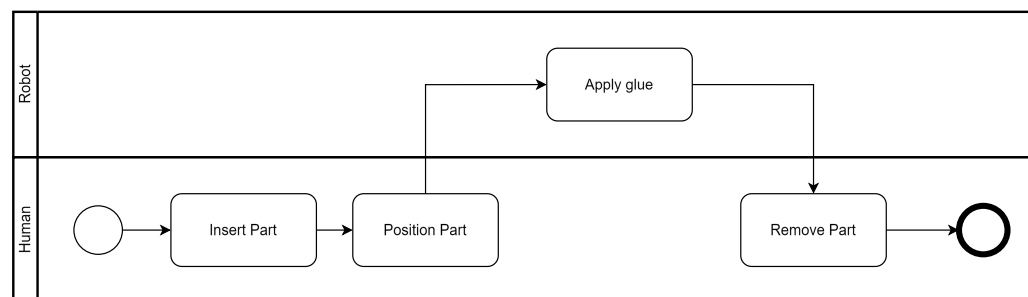 Robot
Apply glue
Human
Insert Part
Position Part
Remove Part